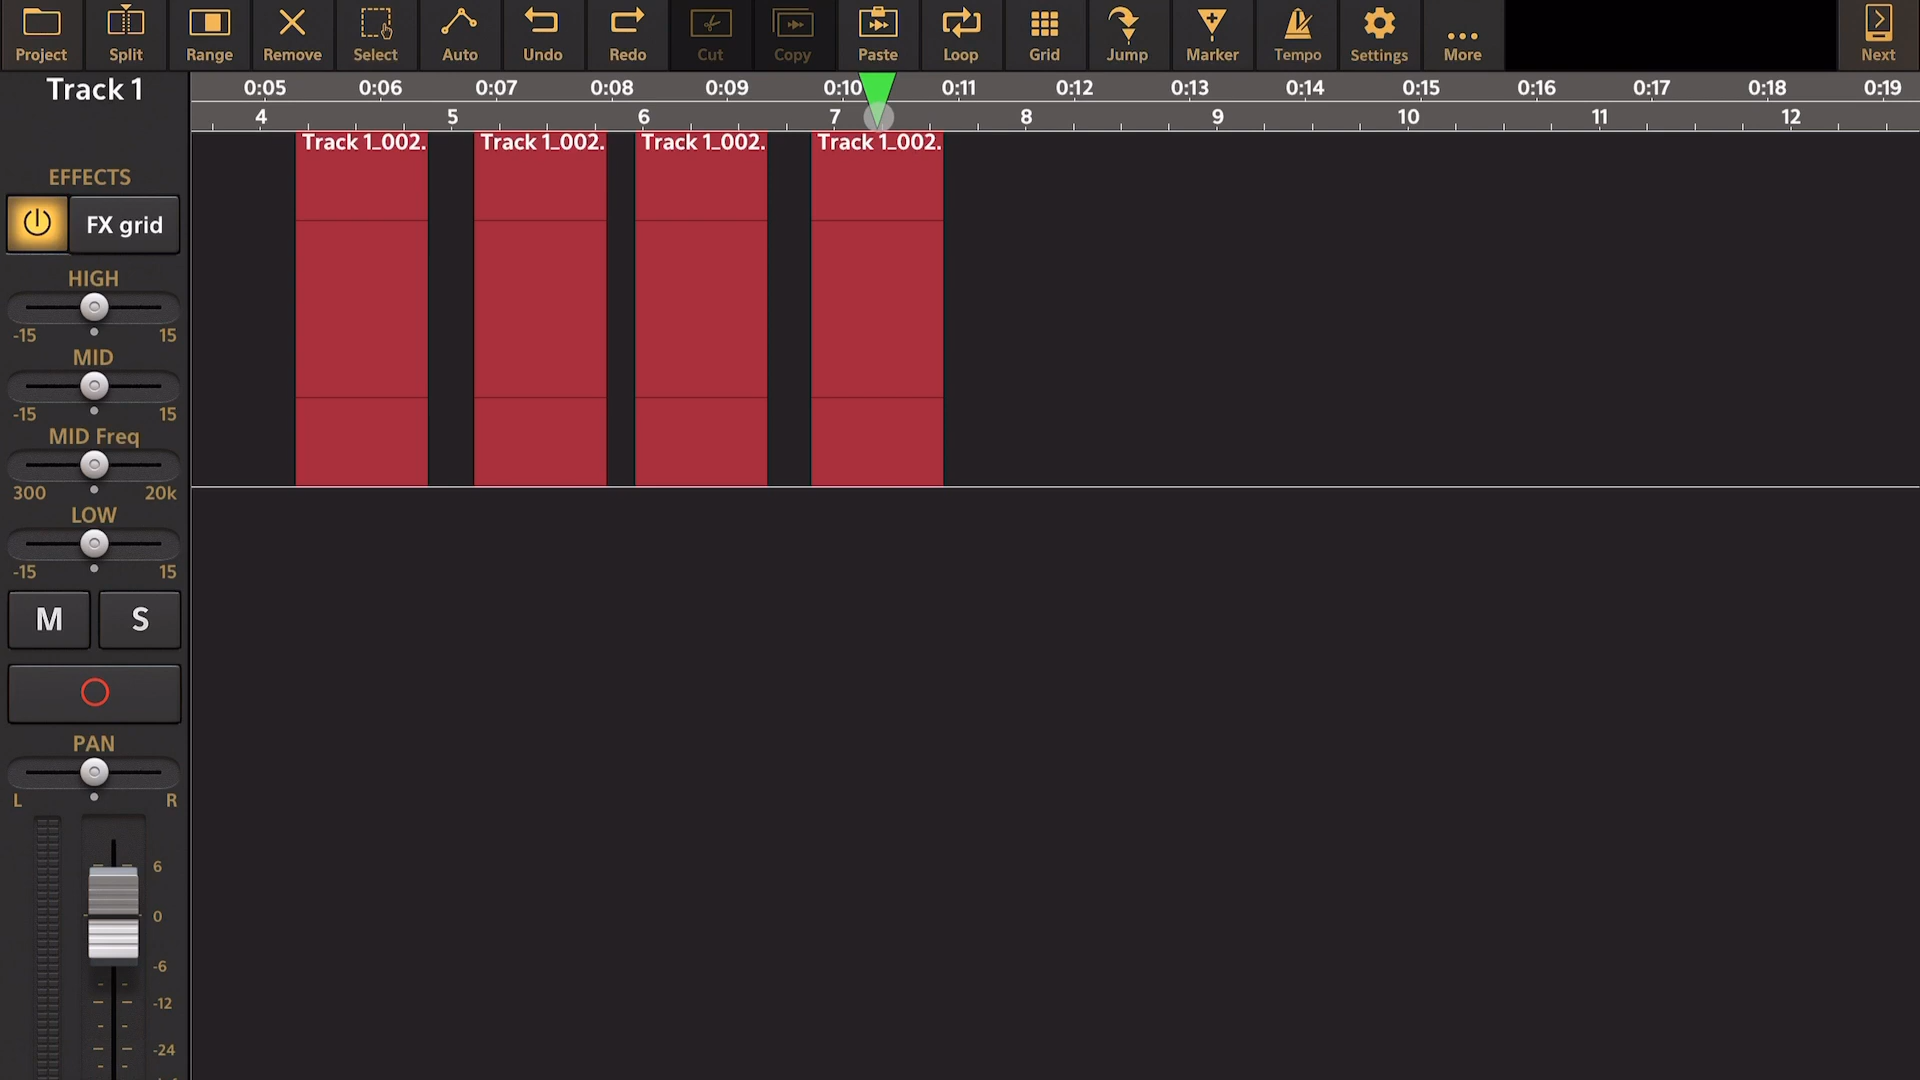 Project Split Range Remove Select Auto Undo Redo Cut Copy Paste Loop Grid Jump Marker Tempo Settings More Next
Track 1
0:05 0:06 0:07 0:08 0:09 0:10 0:11 0:12 0:13 0:14 0:15 0:16 0:17 0:18 0:19
4 5 6 7 8 9 10 11 12
Track 1_002. Track 1_002. Track 1_002. Track 1_002.
EFFECTS
FX grid
HIGH
-15 15
MID
-15 15
MID Freq
300 20k
LOW
-15 15
M S
PAN
L R
6
0
-6
-12
-24